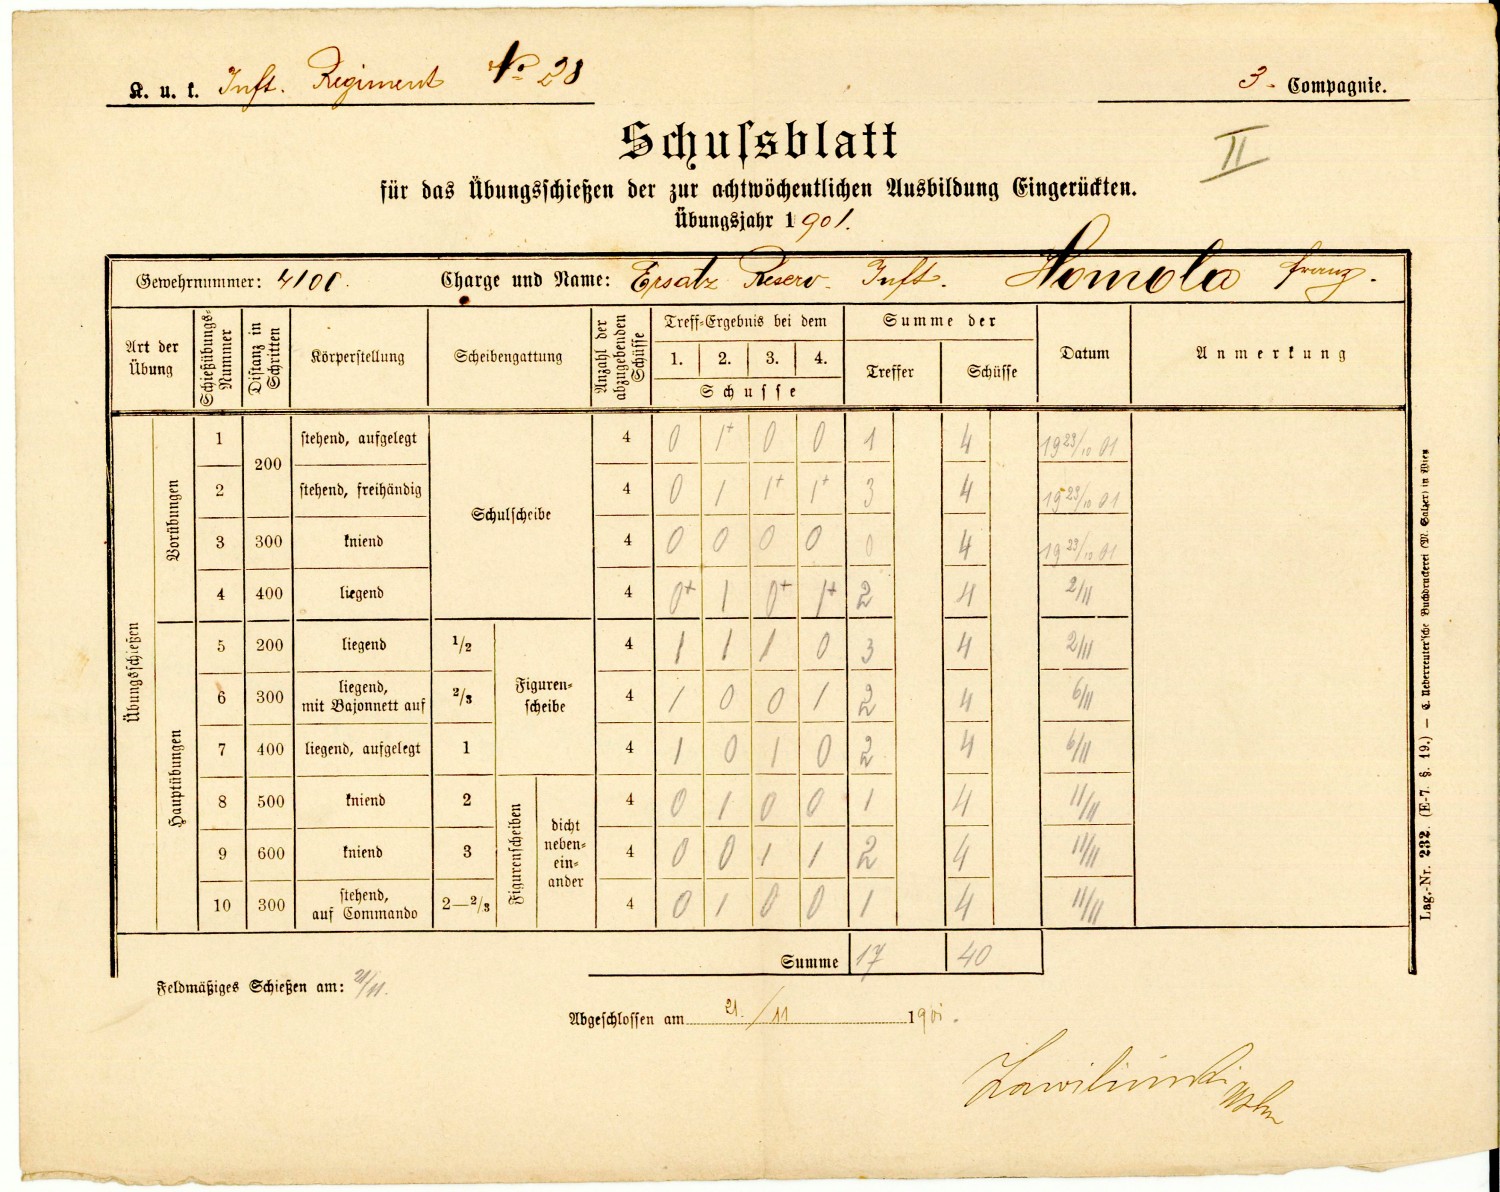 K. u. k. Inft. Regiment No 28
3. Compagnie.
II
Schussblatt
für das Übungsschießen der zur achtwöchentlichen Ausbildung Eingerückten.
Übungsjahr 1901.
Gewehrnummer: Charge und Name: Ersatz Reserv. Inft. Homola Franz.
Art der Übung | Schießübungs-Nummer | Distanz in Schritten | Körperstellung | Scheibengattung | Anzahl der abzugebenden Schüsse | Treff-Ergebnis bei dem 1. 2. 3. 4. Schusse | Summe der Treffer | Schüsse | Datum | Anmerkung
Übungsschießen
Vorübungen
1 | 200 | stehend, aufgelegt | Schulscheibe | 4 | 0 | 1+ | 0 | 0 | 1 | 4 | 19 23/10 01
2 | stehend, freihändig | 4 | 0 | 1 | 1+ | 1+ | 3 | 4 | 19 23/10 01
3 | 300 | kniend | 4 | 0 | 0 | 0 | 0 | 0 | 4 | 19 23/10 01
4 | 400 | liegend | 4 | 0+ | 1 | 0+ | 1+ | 2 | 4 | 2/11
Hauptübungen
5 | 200 | liegend | 1/2 | Figuren-scheibe | 4 | 1 | 1 | 1 | 0 | 3 | 4 | 2/11
6 | 300 | liegend, mit Bajonnett auf | 2/3 | 4 | 1 | 0 | 0 | 1 | 2 | 4 | 6/11
7 | 400 | liegend, aufgelegt | 1 | 4 | 1 | 0 | 1 | 0 | 2 | 4 | 6/11
8 | 500 | kniend | 2 | Figurenscheiben | dicht neben-ein-ander | 4 | 0 | 1 | 0 | 0 | 1 | 4 | 11/11
9 | 600 | kniend | 3 | 4 | 0 | 0 | 1 | 1 | 2 | 4 | 11/11
10 | 300 | stehend, auf Commando | 2—2/3 | 4 | 0 | 1 | 0 | 0 | 1 | 4 | 11/11
Summe 17 40
Feldmäßiges Schießen am: 21/11.
Abgeschlossen am 21./11 1901.
Lag.-Nr. 232. (E-7. §. 19.) — C. Ueberreuter'sche Buchdruckerei (M. Salzer) in Wien